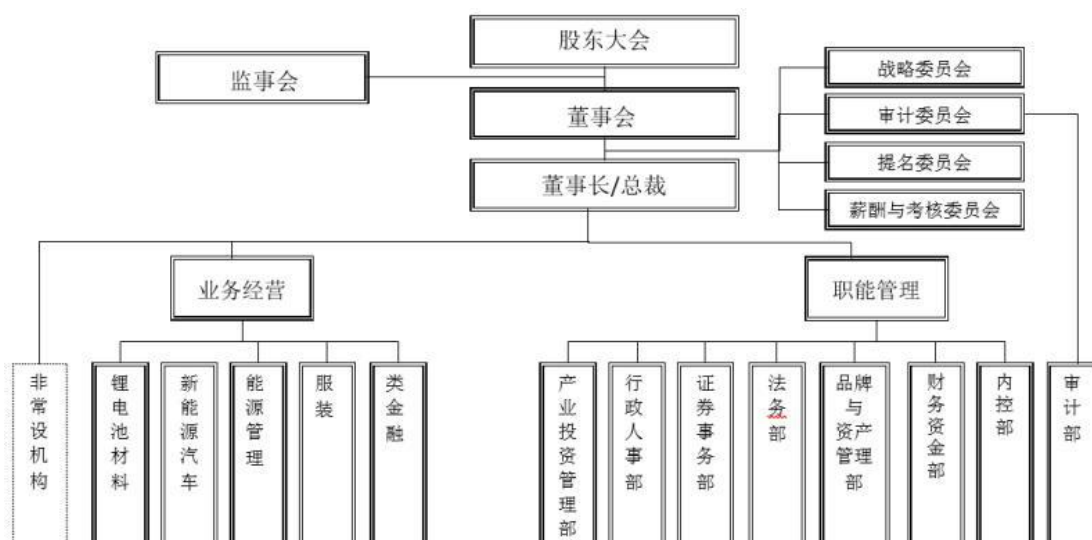 股东大会
监事会
战略委员会
审计委员会
董事会
提名委员会
董事长/总裁
薪酬与考核委员会
业务经营
职能管理
非常设机构
锂电池材料
新能源汽车
能源管理
服装
类金融
产业投资管理部
行政人事部
证券事务部
法务部
品牌
与
资产
管理
部
财务资金部
内控部
审计部